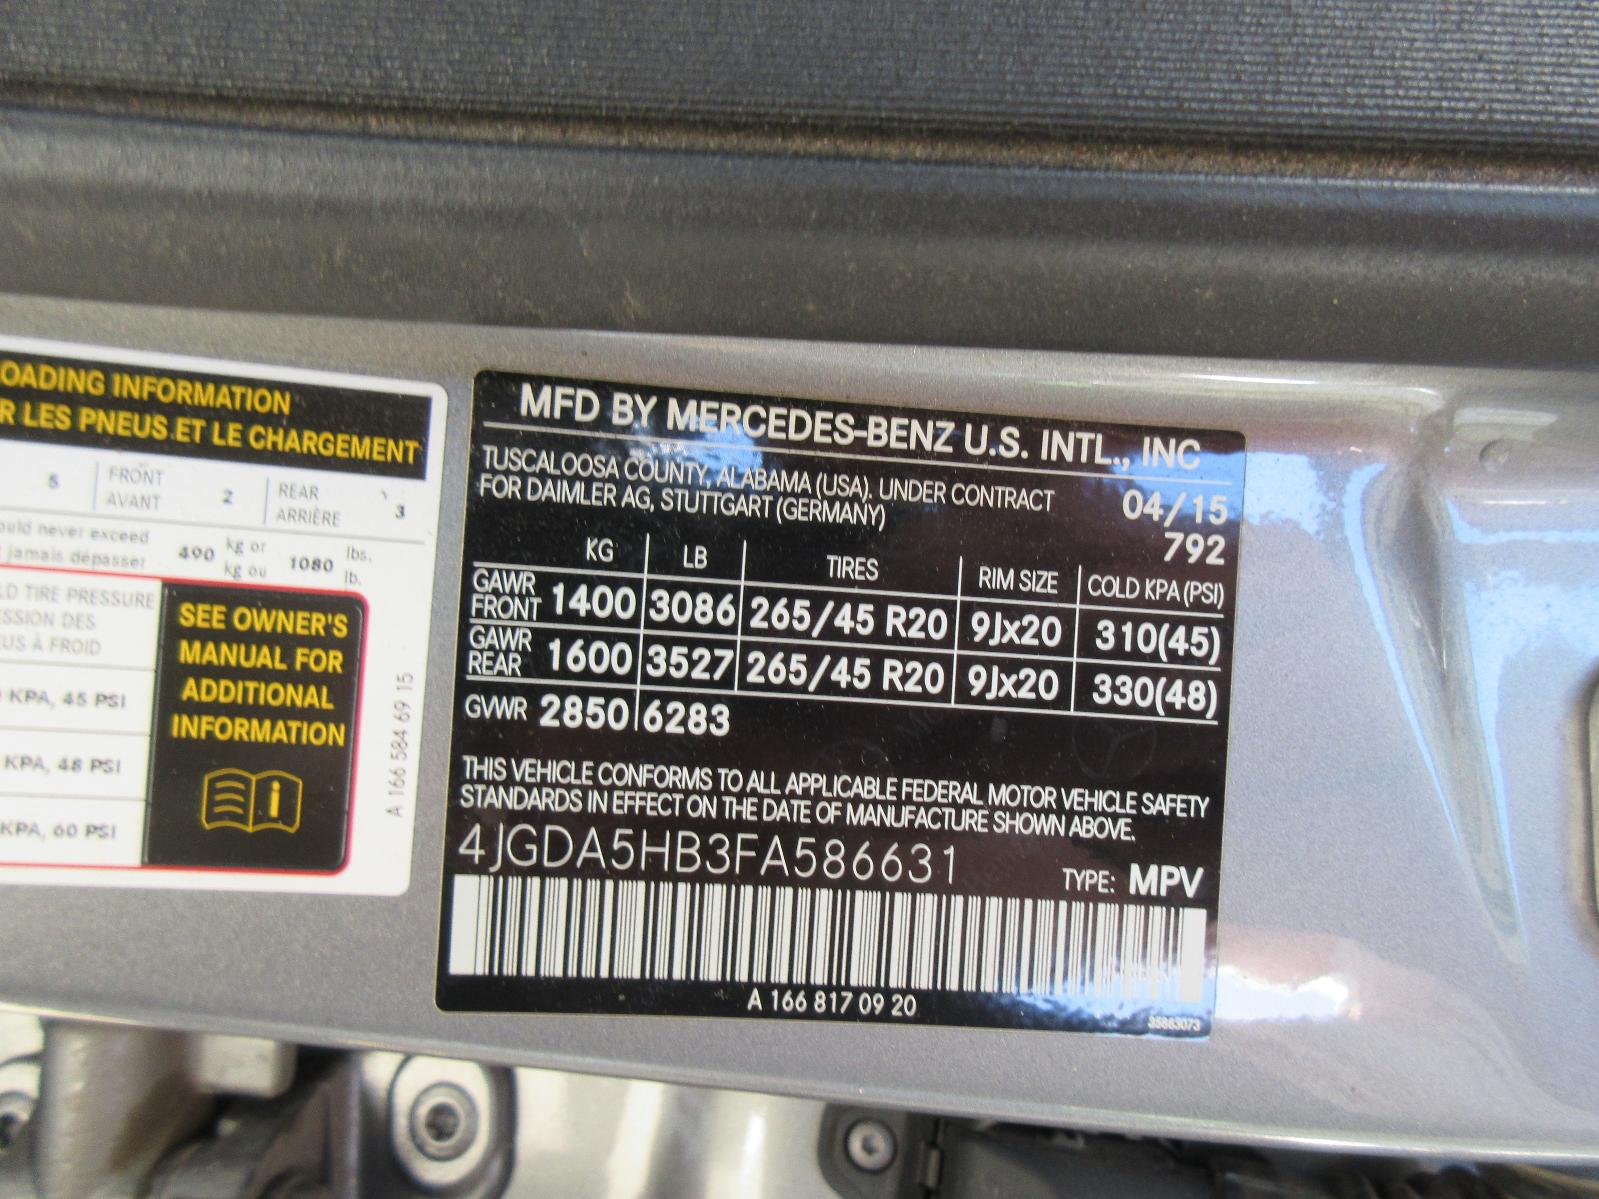 OADING INFORMATION
R LES PNEUS ET LE CHARGEMENT
5 FRONT AVANT 2 REAR ARRIÈRE 3
ould never exceed
jamais dépasser 490 kg or kg ou 1080 lbs. lb.
LD TIRE PRESSURE
ESSION DES
EUS À FROID
KPA, 45 PSI
KPA, 48 PSI
KPA, 60 PSI
SEE OWNER'S
MANUAL FOR
ADDITIONAL
INFORMATION
i
A 166 584 69 15
MFD BY MERCEDES-BENZ U.S. INTL., INC
TUSCALOOSA COUNTY, ALABAMA (USA). UNDER CONTRACT
FOR DAIMLER AG, STUTTGART (GERMANY)
04/15
792
KG LB TIRES RIM SIZE COLD KPA (PSI)
GAWR FRONT 1400 3086 265/45 R20 9Jx20 310(45)
GAWR REAR 1600 3527 265/45 R20 9Jx20 330(48)
GVWR 2850 6283
THIS VEHICLE CONFORMS TO ALL APPLICABLE FEDERAL MOTOR VEHICLE SAFETY
STANDARDS IN EFFECT ON THE DATE OF MANUFACTURE SHOWN ABOVE.
4JGDA5HB3FA586631
TYPE: MPV
A 166 817 09 20
35883073